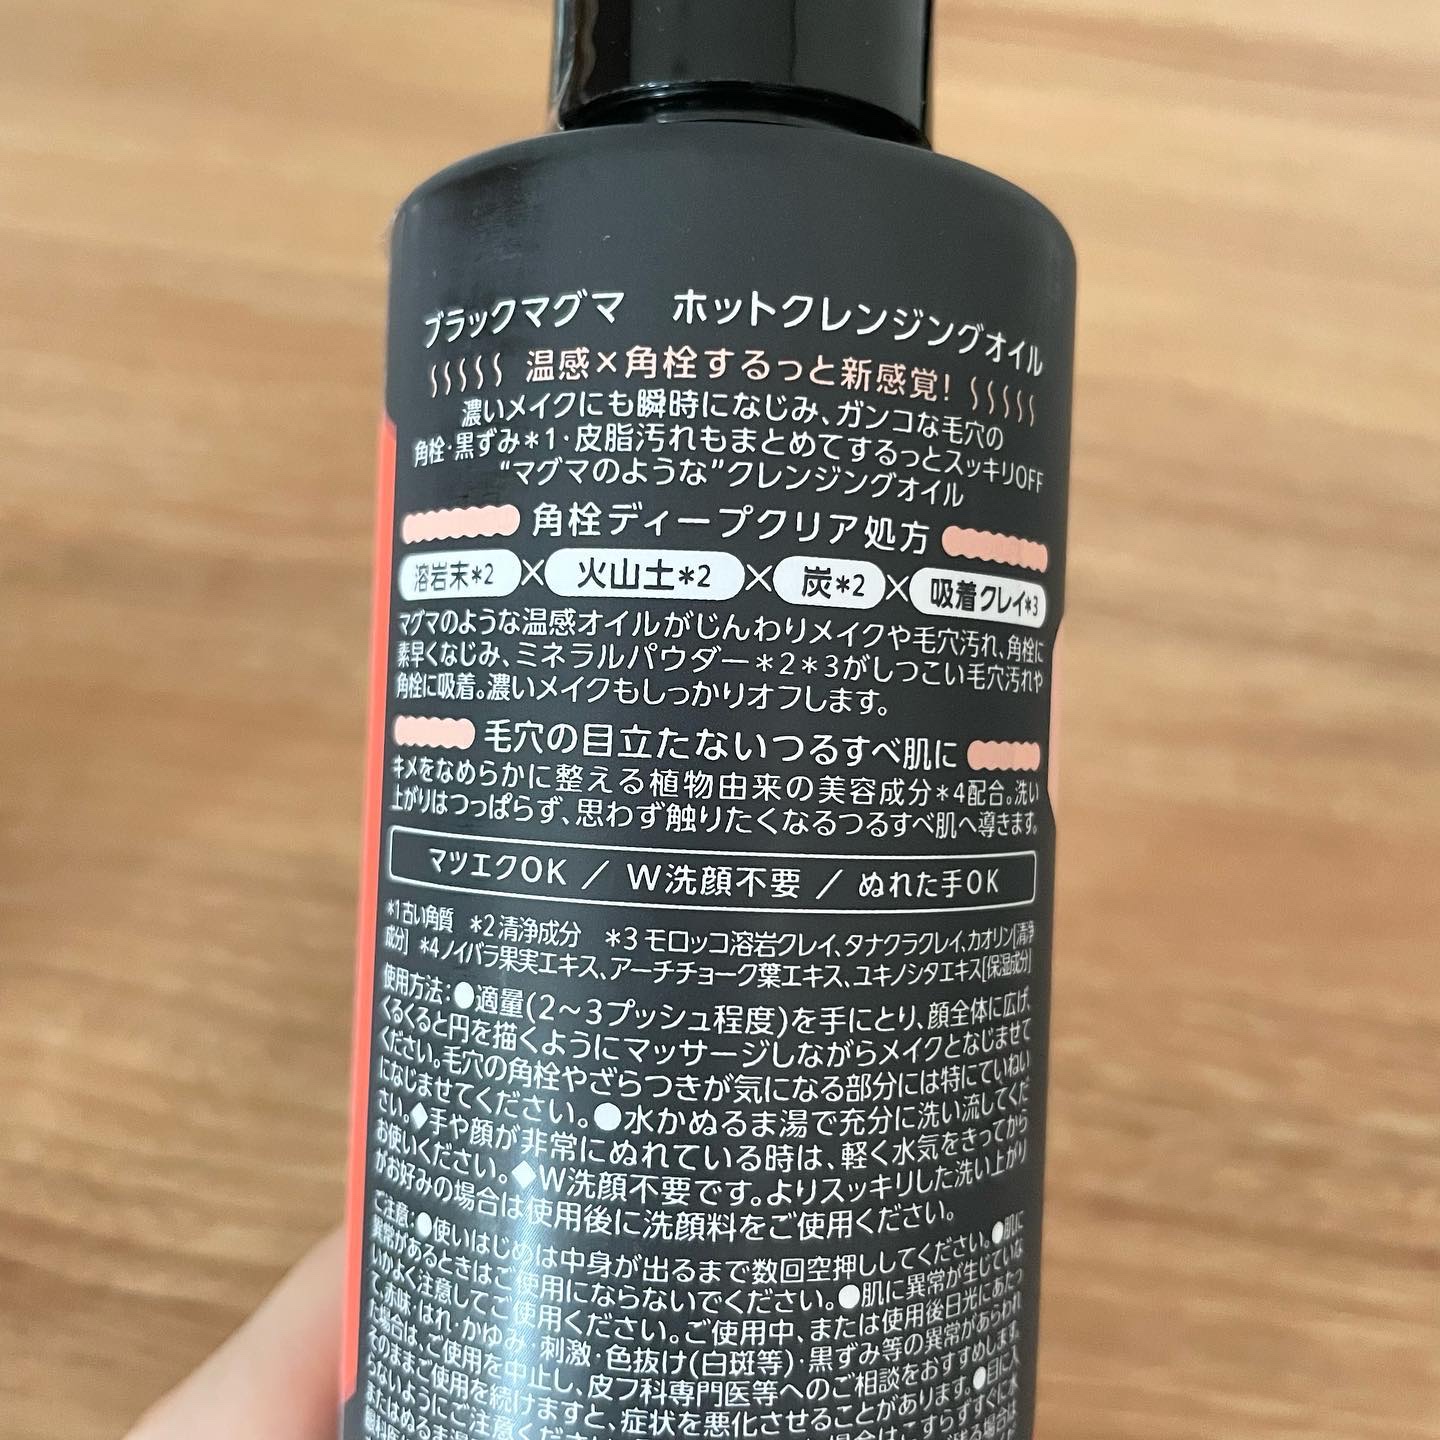 ブラックマグマ　ホットクレンジングオイル
温感×角栓するっと新感覚!
濃いメイクにも瞬時になじみ、ガンコな毛穴の
角栓・黒ずみ*1・皮脂汚れもまとめてするっとスッキリOFF
“マグマのような”クレンジングオイル
角栓ディープクリア処方
溶岩末*2×火山土*2×炭*2×吸着クレイ*3
マグマのような温感オイルがじんわりメイクや毛穴汚れ、角栓に
素早くなじみ、ミネラルパウダー*2*3がしつこい毛穴汚れや
角栓に吸着。濃いメイクもしっかりオフします。
毛穴の目立たないつるすべ肌に
キメをなめらかに整える植物由来の美容成分*4配合。洗い
上がりはつっぱらず、思わず触りたくなるつるすべ肌へ導きます。
マツエクOK／W洗顔不要／ぬれた手OK
*1古い角質　*2清浄成分　*3モロッコ溶岩クレイ、タナクラクレイ、カオリン[清浄
成分]　*4ノイバラ果実エキス、アーチチョーク葉エキス、ユキノシタエキス[保湿成分]
使用方法：●適量(2～3プッシュ程度)を手にとり、顔全体に広げ、
くるくると円を描くようにマッサージしながらメイクとなじませて
ください。毛穴の角栓やざらつきが気になる部分には特にていねい
になじませてください。●水かぬるま湯で充分に洗い流してくだ
さい。◆手や顔が非常にぬれている時は、軽く水気をきってから
お使いください。◆W洗顔不要です。よりスッキリした洗い上がり
がお好みの場合は使用後に洗顔料をご使用ください。
ご注意：●使いはじめは中身が出るまで数回空押ししてください。●肌に
異常があるときはご使用にならないでください。●肌に異常が生じていな
いかよく注意してご使用ください。ご使用中、または使用後日光にあたっ
て、赤味・はれ・かゆみ・刺激・色抜け(白斑等)・黒ずみ等の異常があらわれ
た場合は、ご使用を中止し、皮フ科専門医等へのご相談をおすすめします。
そのままご使用を続けますと、症状を悪化させることがあります。●目に入
らないようにご注意ください。
またはぬるま湯